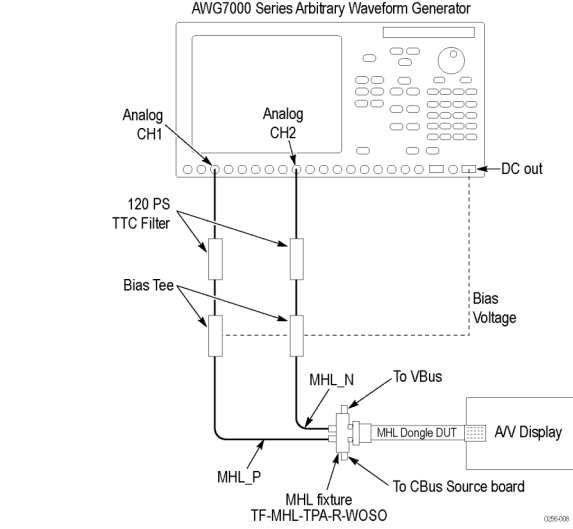 AWG7000 Series Arbitrary Waveform Generator
Analog
CH1
Analog
CH2
DC out
120 PS
TTC Filter
Bias Tee
Bias
Voltage
MHL_N
To VBus
MHL Dongle DUT
A/V Display
MHL_P
To CBus Source board
MHL fixture
TF-MHL-TPA-R-WOSO
0256-008